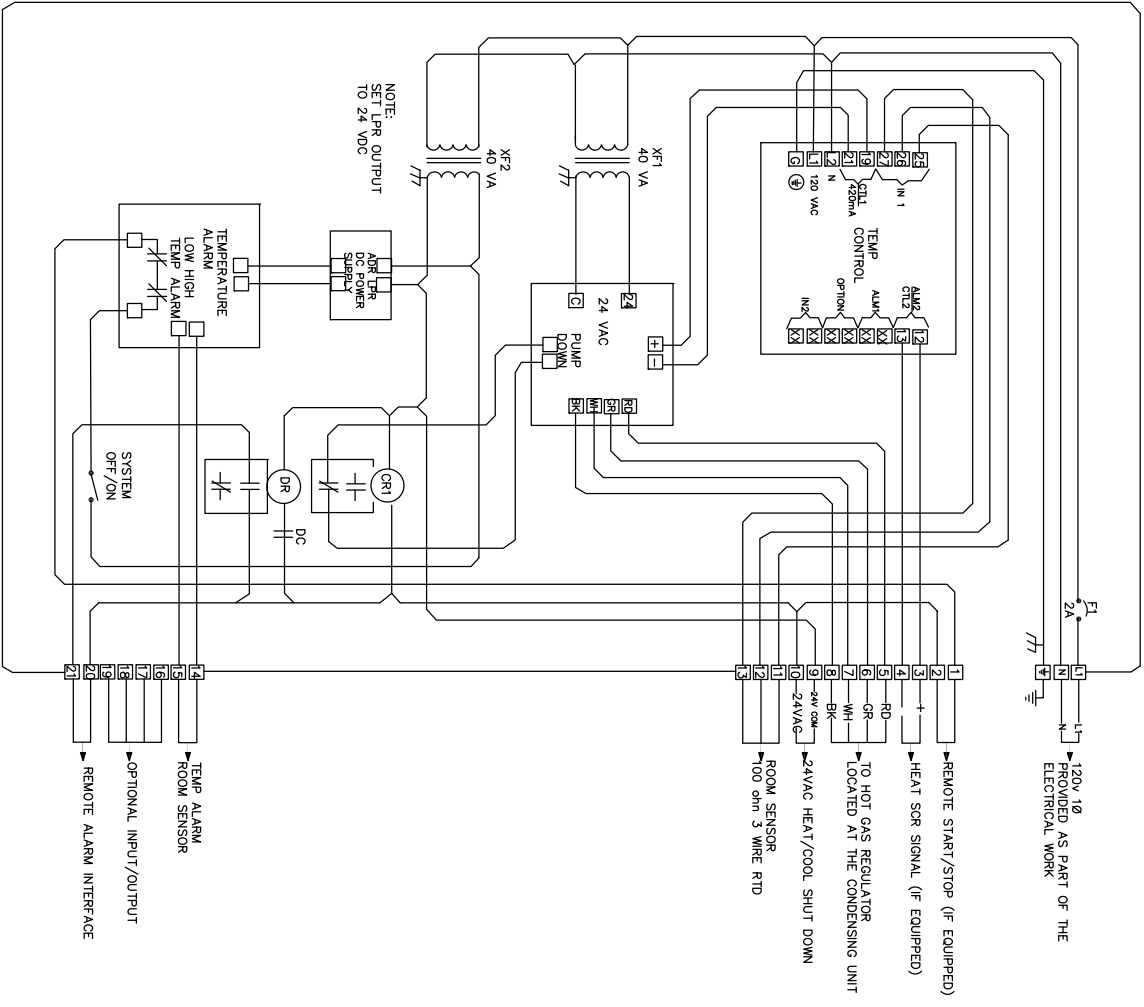 F1
2A
L1
N
L1
N
120v 1Ø
PROVIDED AS PART OF THE
ELECTRICAL WORK
1
2
3
4
5
6
7
8
9
10
11
12
13
+
RD
GR
WH
BK
24V COM
24VAC
REMOTE START/STOP (IF EQUIPPED)
HEAT SCR SIGNAL (IF EQUIPPED)
TO HOT GAS REGULATOR
LOCATED AT THE CONDENSING UNIT
24VAC HEAT/COOL SHUT DOWN
ROOM SENSOR
100 ohn 3 WIRE RTD
G
L1
L2
21
19
27
26
25
N
120 VAC
CTL1
420mA
IN 1
TEMP
CONTROL
IN2
OPTION
ALM1
ALM2
CTL2
XX
XX
XX
XX
XX
XX
13
12
XF1
40 VA
XF2
40 VA
NOTE:
SET LPR OUTPUT
TO 24 VDC
C
24
24 VAC
PUMP
DOWN
+
-
BK
WH
GR
RD
ADR LPR
DC POWER
SUPPLY
TEMPERATURE
ALARM
LOW HIGH
TEMP ALARM
CR1
DR
DC
SYSTEM
OFF/ON
14
15
16
17
18
19
20
21
TEMP ALARM
ROOM SENSOR
OPTIONAL INPUT/OUTPUT
REMOTE ALARM INTERFACE